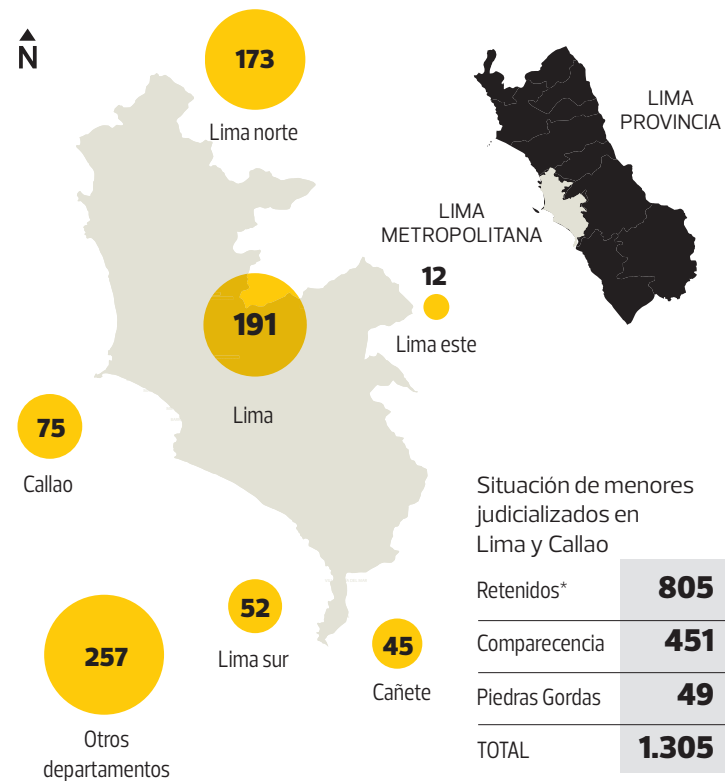 N
173
Lima norte
LIMA
PROVINCIA
LIMA
METROPOLITANA
12
Lima este
191
Lima
75
Callao
52
Lima sur
45
Cañete
257
Otros
departamentos
Situación de menores
judicializados en
Lima y Callao
Retenidos* 805
Comparecencia 451
Piedras Gordas 49
TOTAL 1.305